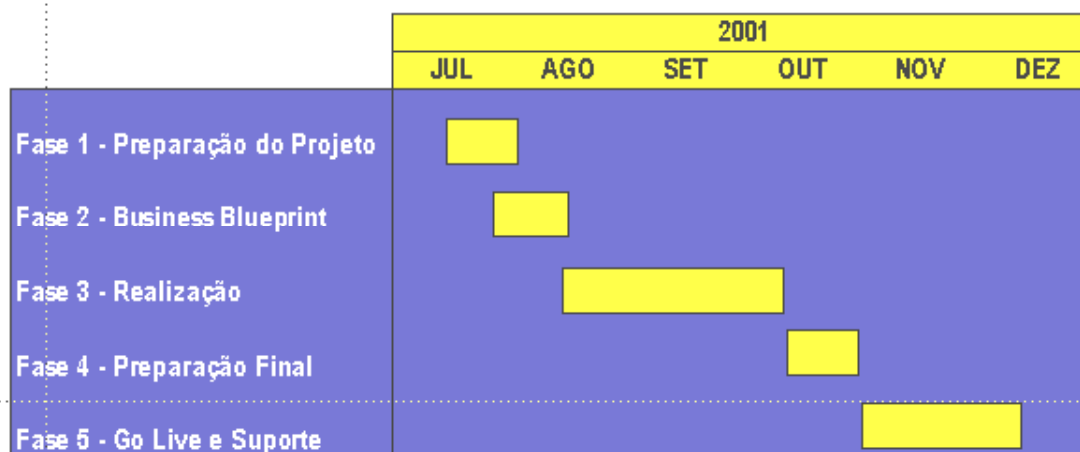 2001
JUL AGO SET OUT NOV DEZ
Fase 1 - Preparação do Projeto
Fase 2 - Business Blueprint
Fase 3 - Realização
Fase 4 - Preparação Final
Fase 5 - Go Live e Suporte